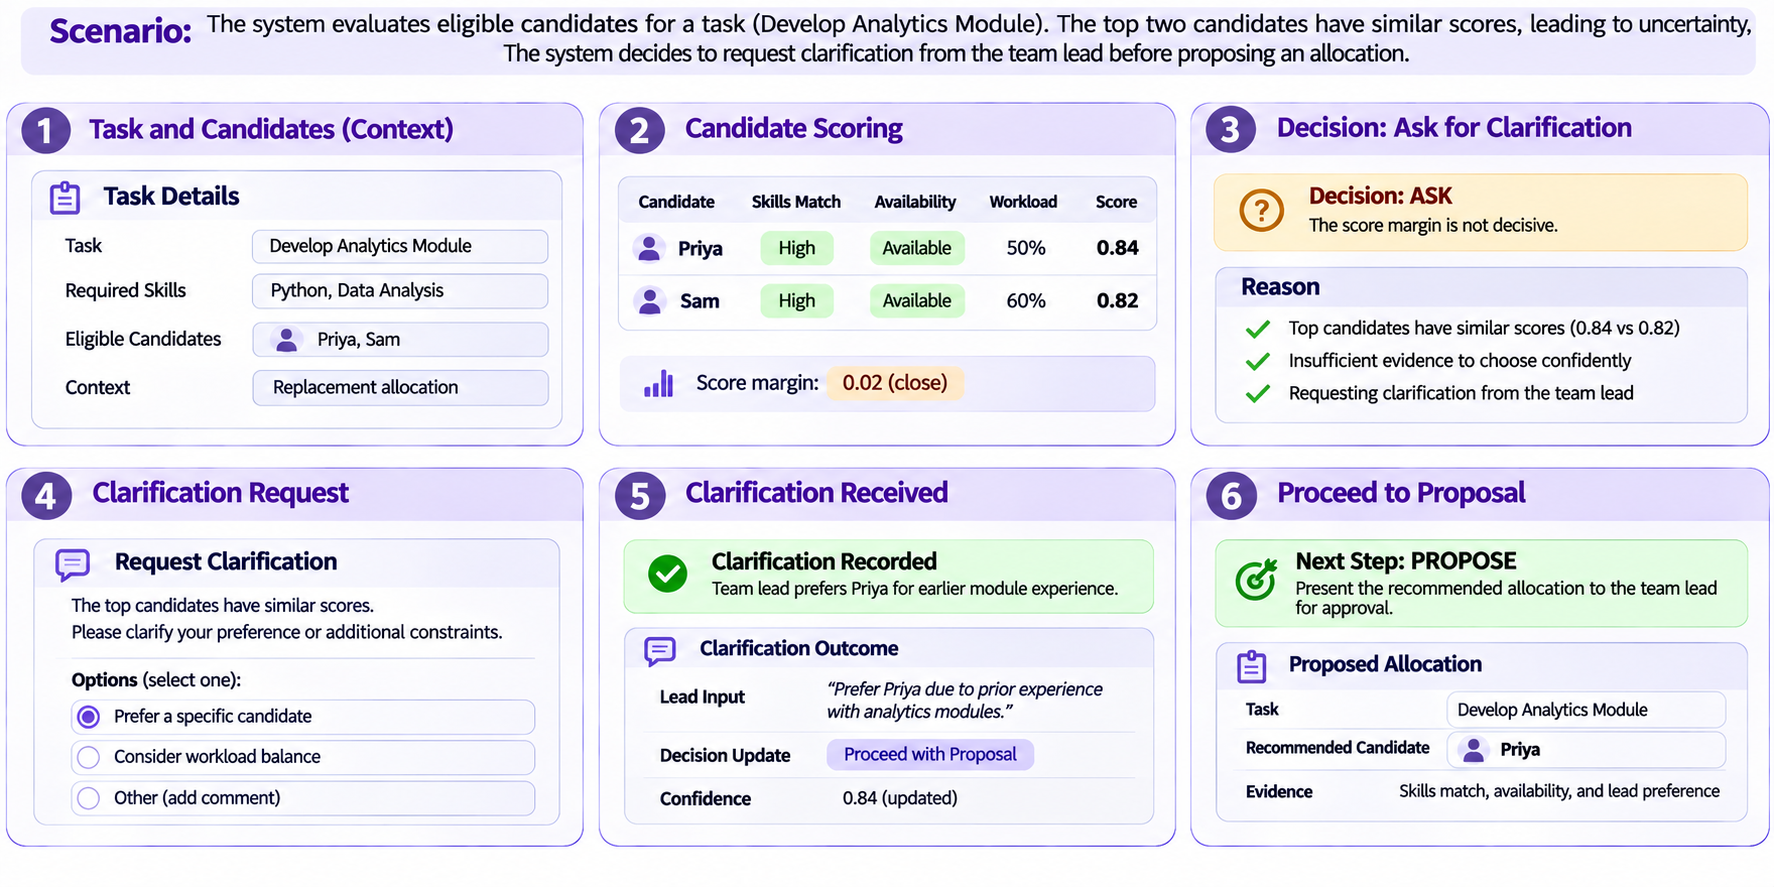 Scenario: The system evaluates eligible candidates for a task (Develop Analytics Module). The top two candidates have similar scores, leading to uncertainty,
The system decides to request clarification from the team lead before proposing an allocation.
1 Task and Candidates (Context)
Task Details
Task Develop Analytics Module
Required Skills Python, Data Analysis
Eligible Candidates Priya, Sam
Context Replacement allocation
2 Candidate Scoring
Candidate Skills Match Availability Workload Score
Priya High Available 50% 0.84
Sam High Available 60% 0.82
Score margin: 0.02 (close)
3 Decision: Ask for Clarification
? Decision: ASK
The score margin is not decisive.
Reason
Top candidates have similar scores (0.84 vs 0.82)
Insufficient evidence to choose confidently
Requesting clarification from the team lead
4 Clarification Request
Request Clarification
The top candidates have similar scores.
Please clarify your preference or additional constraints.
Options (select one):
Prefer a specific candidate
Consider workload balance
Other (add comment)
5 Clarification Received
Clarification Recorded
Team lead prefers Priya for earlier module experience.
Clarification Outcome
Lead Input “Prefer Priya due to prior experience
with analytics modules.”
Decision Update Proceed with Proposal
Confidence 0.84 (updated)
6 Proceed to Proposal
Next Step: PROPOSE
Present the recommended allocation to the team lead
for approval.
Proposed Allocation
Task Develop Analytics Module
Recommended Candidate Priya
Evidence Skills match, availability, and lead preference